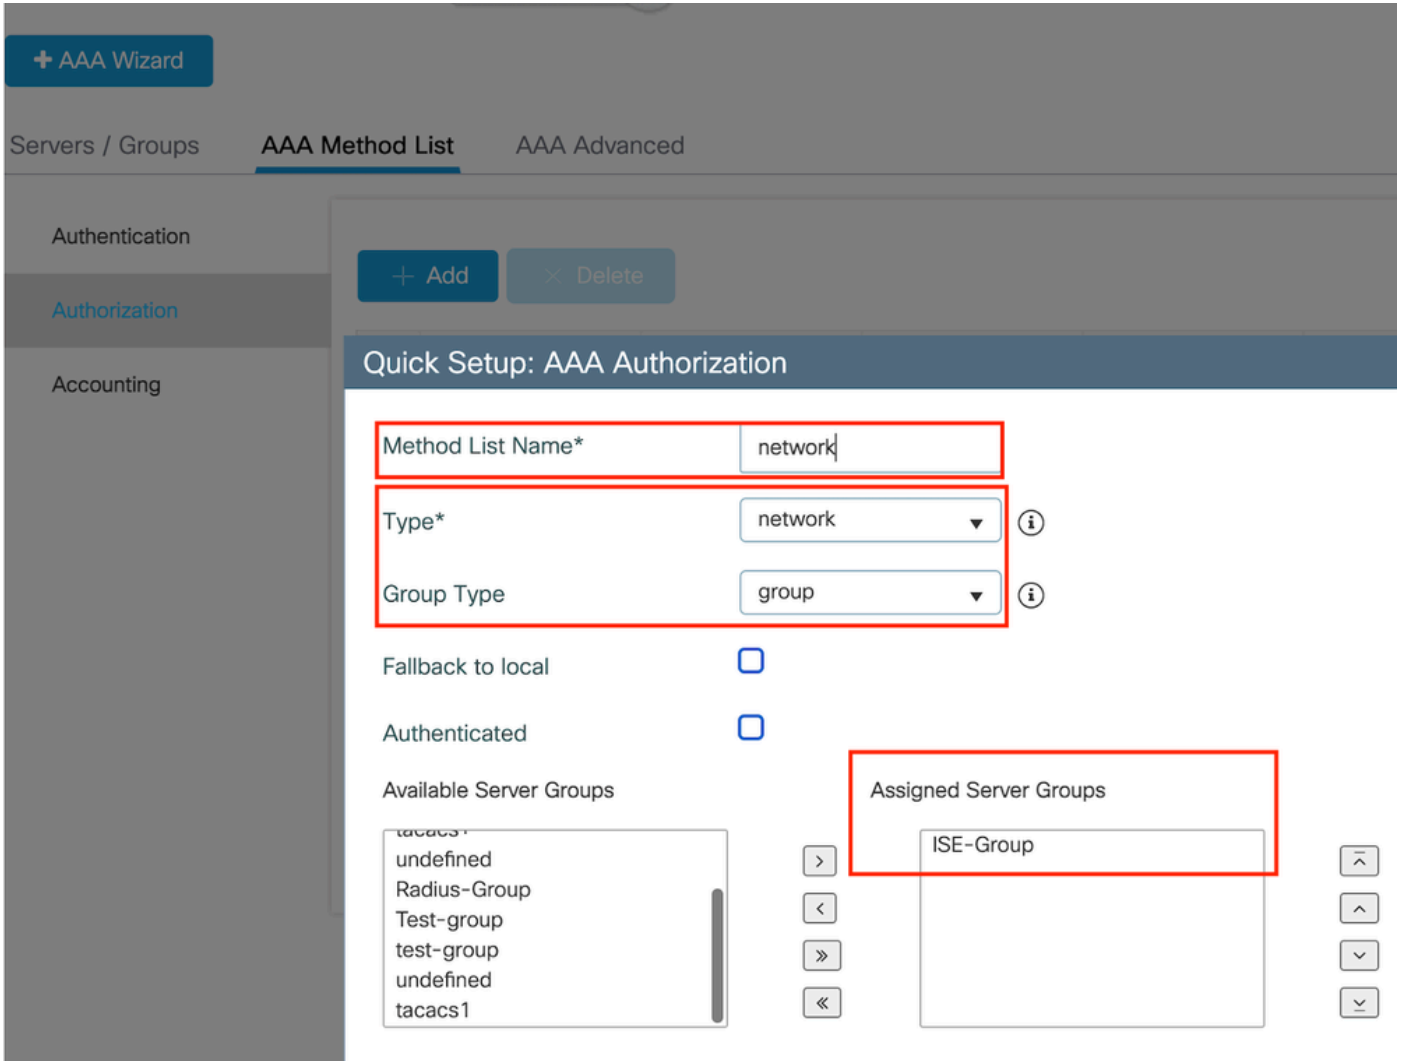 + AAA Wizard
Servers / Groups AAA Method List AAA Advanced
Authentication
+ Add × Delete
Authorization
Accounting
Quick Setup: AAA Authorization
Method List Name* network
Type* network
Group Type group
Fallback to local
Authenticated
Available Server Groups Assigned Server Groups
tacacs1 ISE-Group
undefined
Radius-Group
Test-group
test-group
undefined
tacacs1